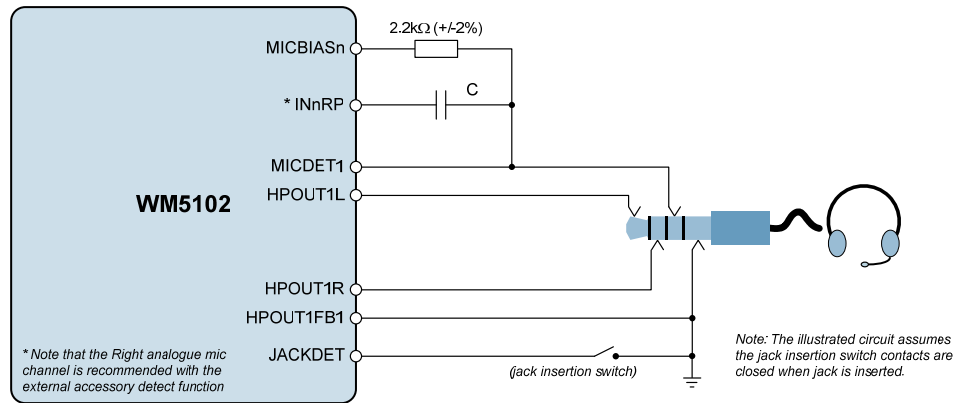 2.2kΩ (+/-2%)
MICBIASn
* INnRP
C
MICDET1
HPOUT1L
WM5102
HPOUT1R
HPOUT1FB1
JACKDET
(jack insertion switch)
* Note that the Right analogue mic
channel is recommended with the
external accessory detect function
Note: The illustrated circuit assumes
the jack insertion switch contacts are
closed when jack is inserted.